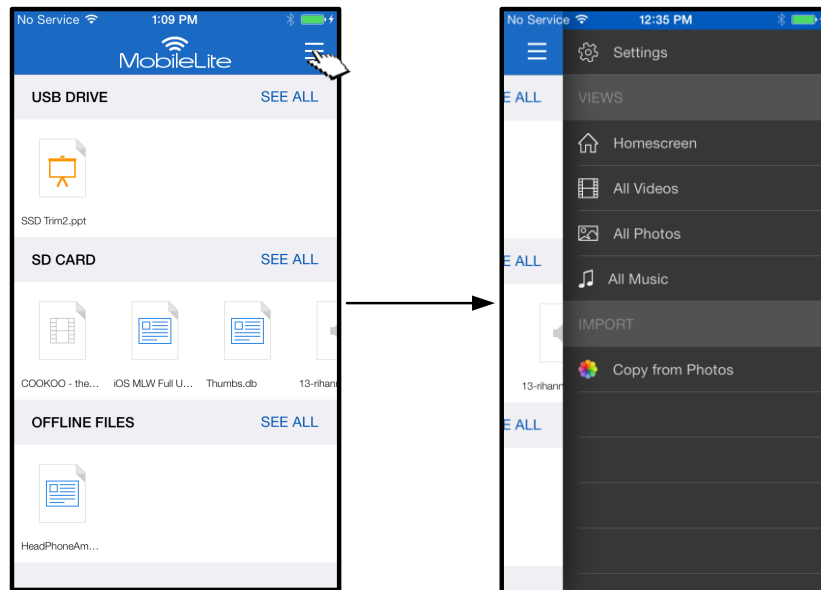 No Service 1:09 PM
MobileLite
USB DRIVE SEE ALL
SSD Trim2.ppt
SD CARD SEE ALL
COOKOO - the... iOS MLW Full U... Thumbs.db 13-rihann
OFFLINE FILES SEE ALL
HeadPhoneAm...
No Service 12:35 PM
Settings
E ALL VIEWS
Homescreen
All Videos
All Photos
E ALL
All Music
IMPORT
Copy from Photos
13-rihann
E ALL